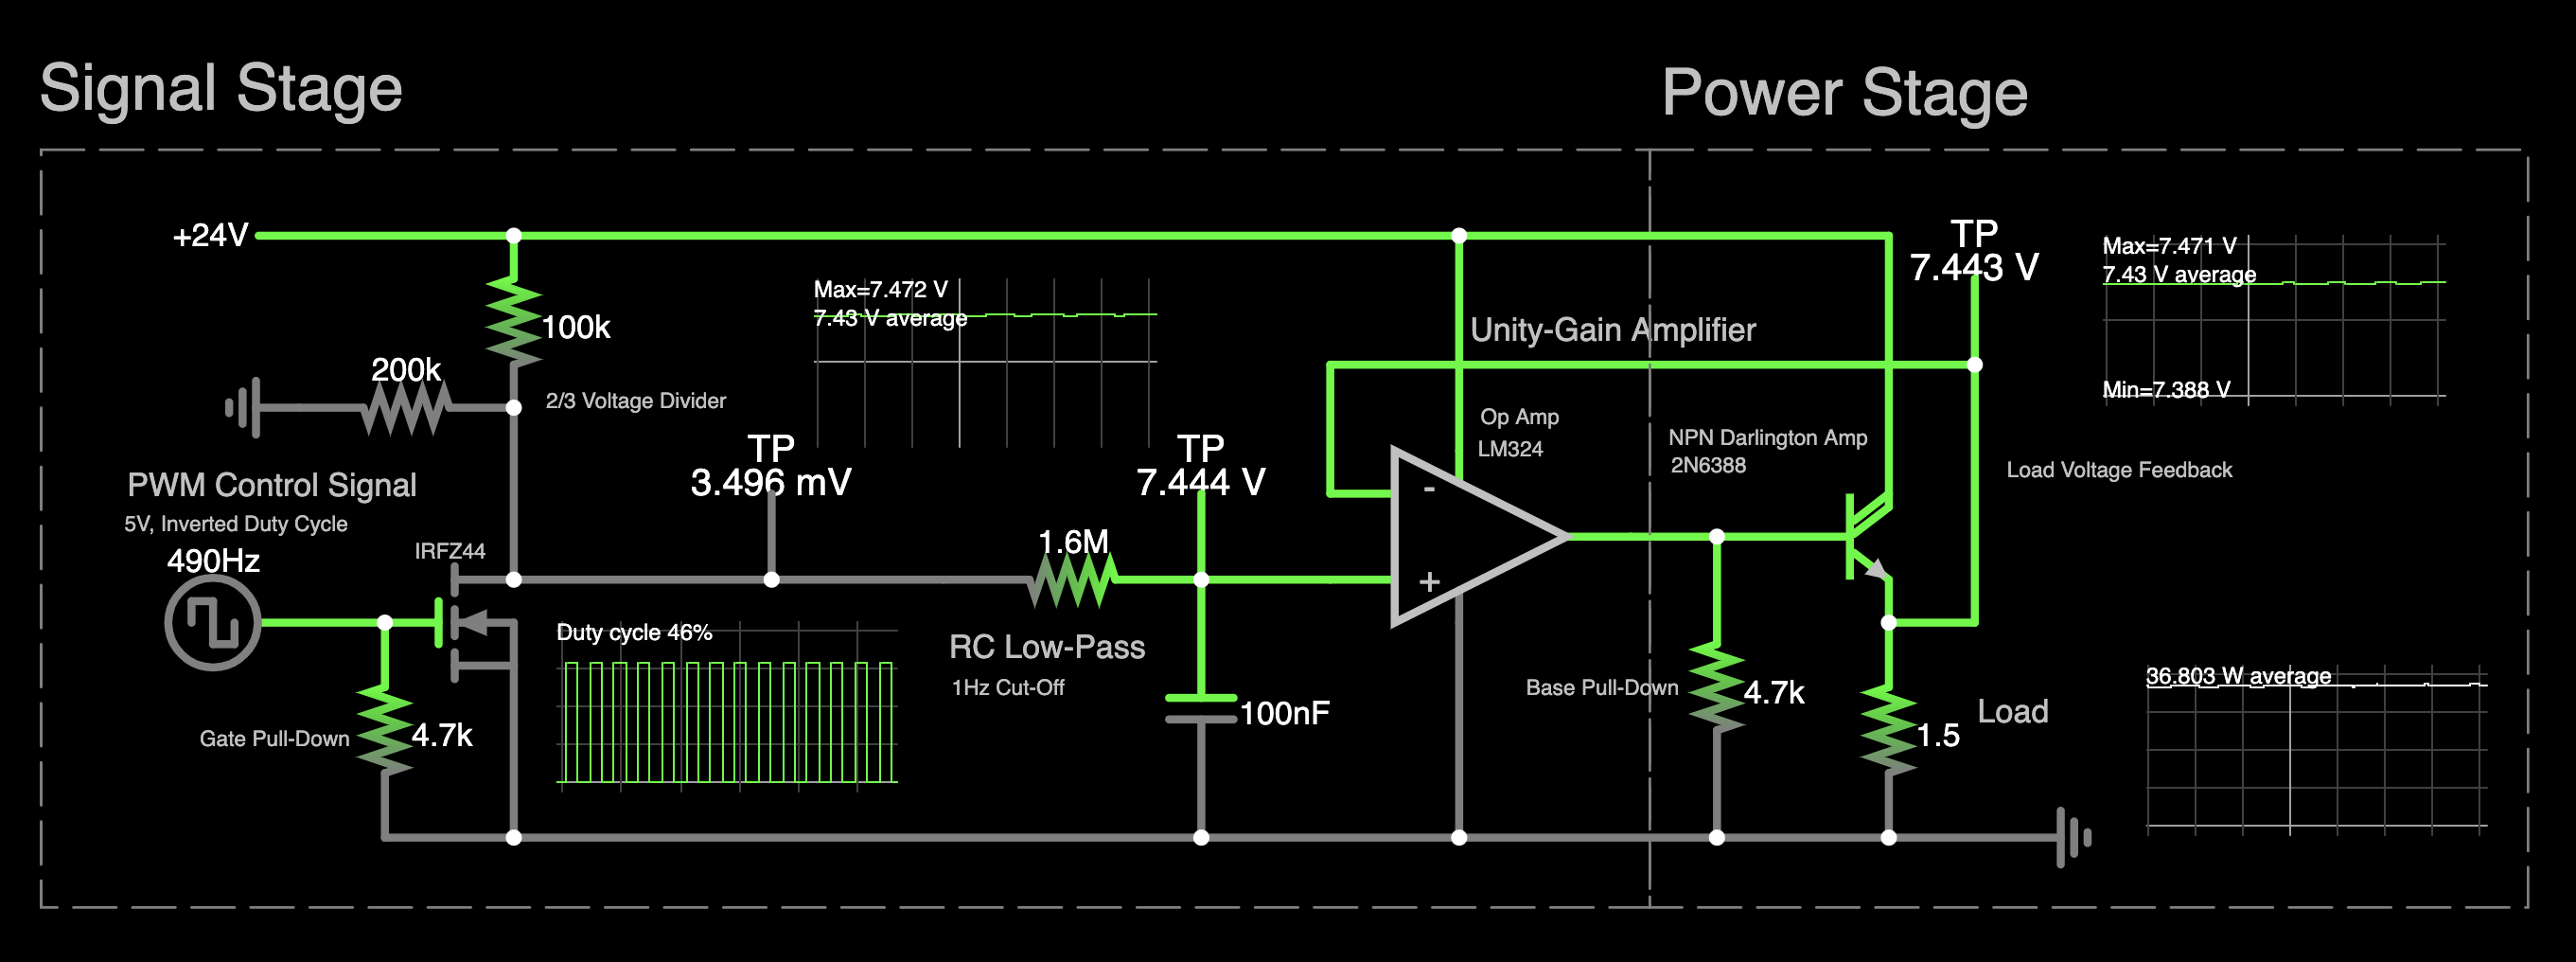 Signal Stage
Power Stage
+24V
100k
200k
2/3 Voltage Divider
Max=7.472 V
7.43 V average
TP
7.443 V
Max=7.471 V
7.43 V average
Min=7.388 V
Unity-Gain Amplifier
Op Amp
LM324
NPN Darlington Amp
2N6388
Load Voltage Feedback
TP
3.496 mV
TP
7.444 V
PWM Control Signal
5V, Inverted Duty Cycle
490Hz
IRFZ44
1.6M
-
+
Duty cycle 46%
RC Low-Pass
1Hz Cut-Off
100nF
Gate Pull-Down
4.7k
Base Pull-Down
4.7k
1.5
Load
36.803 W average